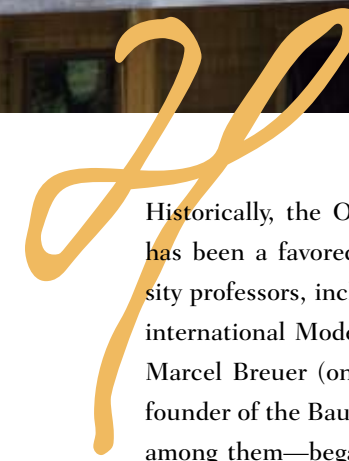 H
Historically, the O
has been a favored
sity professors, inc
international Mode
Marcel Breuer (on
founder of the Bau
among them—bega